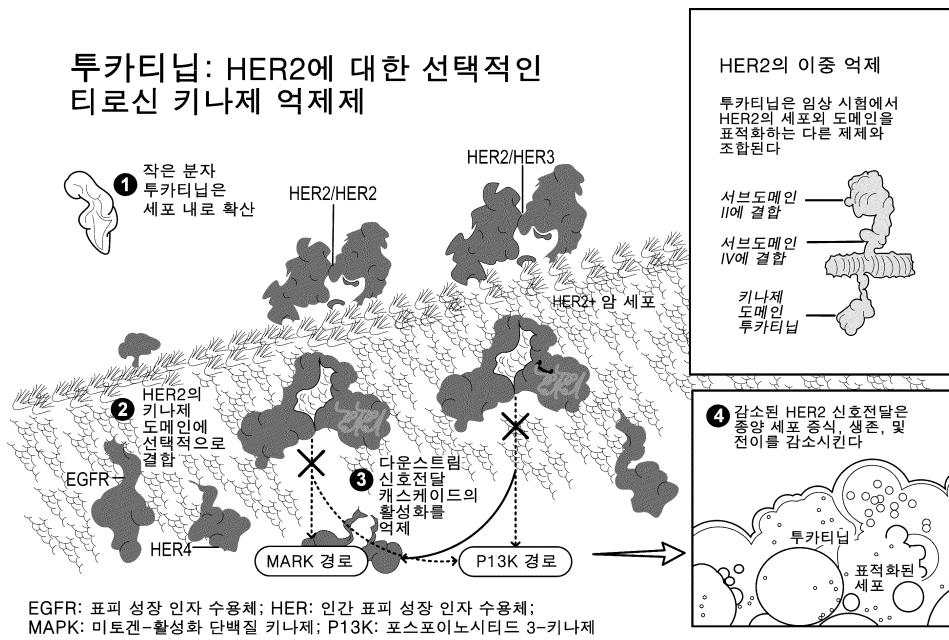 투카티닙: HER2에 대한 선택적인
티로신 키나제 억제제
1
작은 분자
투카티닙은
세포 내로 확산
HER2/HER2
HER2/HER3
HER2+ 암 세포
2
HER2의
키나제
도메인에
선택적으로
결합
EGFR
HER4
3
다운스트림
신호전달
캐스케이드의
활성화를
억제
MARK 경로
P13K 경로
HER2의 이중 억제
투카티닙은 임상 시험에서
HER2의 세포외 도메인을
표적화하는 다른 제제와
조합된다
서브도메인
II에 결합
서브도메인
IV에 결합
키나제
도메인
투카티닙
4
감소된 HER2 신호전달은
종양 세포 증식, 생존, 및
전이를 감소시킨다
투카티닙
표적화된
세포
EGFR: 표피 성장 인자 수용체; HER: 인간 표피 성장 인자 수용체;
MAPK: 미토겐-활성화 단백질 키나제; P13K: 포스포이노시티드 3-키나제